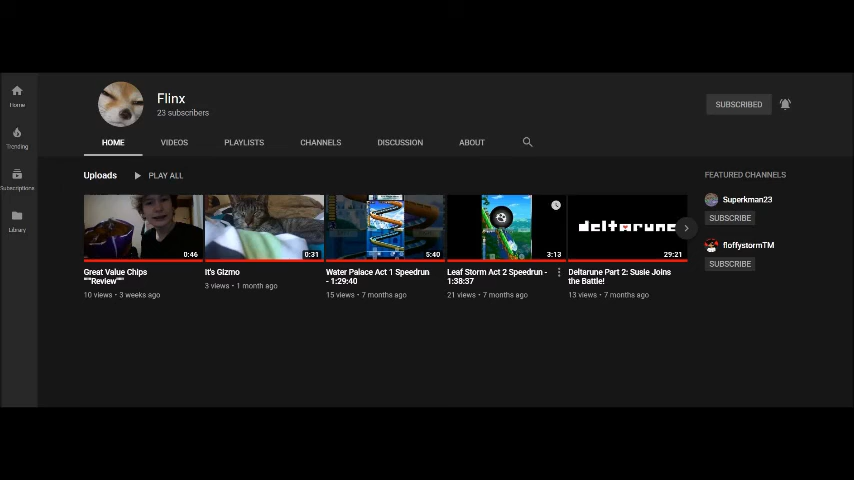 Flinx
23 subscribers
SUBSCRIBED
Home
Trending
Subscriptions
Library
HOME VIDEOS PLAYLISTS CHANNELS DISCUSSION ABOUT
Uploads PLAY ALL
0:46
Great Value Chips
"""Review"""
10 views • 3 weeks ago
0:31
It's Gizmo
3 views • 1 month ago
5:40
Water Palace Act 1 Speedrun
- 1:29:40
15 views • 7 months ago
3:13
Leaf Storm Act 2 Speedrun -
1:38:37
21 views • 7 months ago
deltarune
29:21
Deltarune Part 2: Susie Joins
the Battle!
13 views • 7 months ago
FEATURED CHANNELS
Superkman23
SUBSCRIBE
floffystormTM
SUBSCRIBE